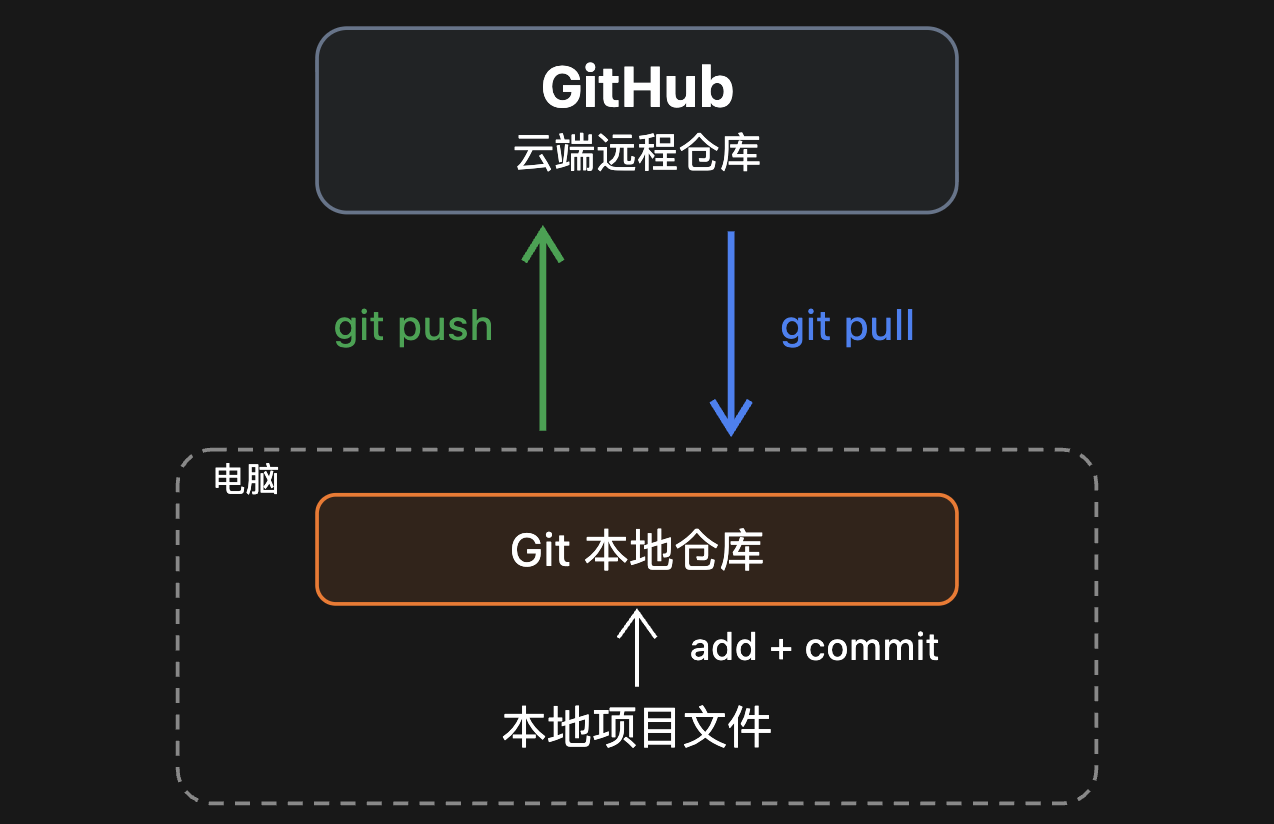 GitHub
云端远程仓库
git push
git pull
电脑
Git 本地仓库
add + commit
本地项目文件